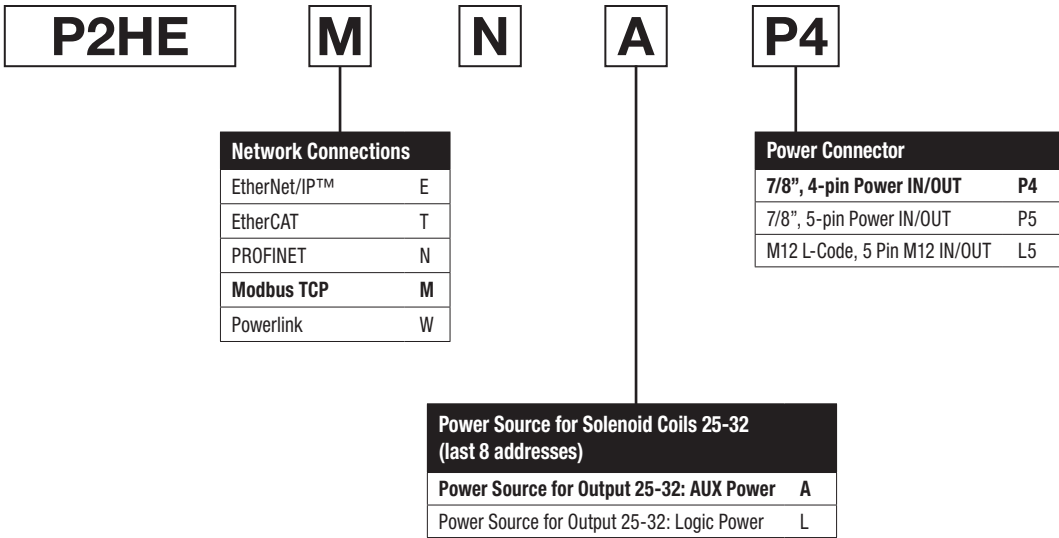 P2HE M N A P4
Network Connections
EtherNet/IP™ E
EtherCAT T
PROFINET N
Modbus TCP M
Powerlink W
Power Connector
7/8”, 4-pin Power IN/OUT P4
7/8”, 5-pin Power IN/OUT P5
M12 L-Code, 5 Pin M12 IN/OUT L5
Power Source for Solenoid Coils 25-32
(last 8 addresses)
Power Source for Output 25-32: AUX Power A
Power Source for Output 25-32: Logic Power L